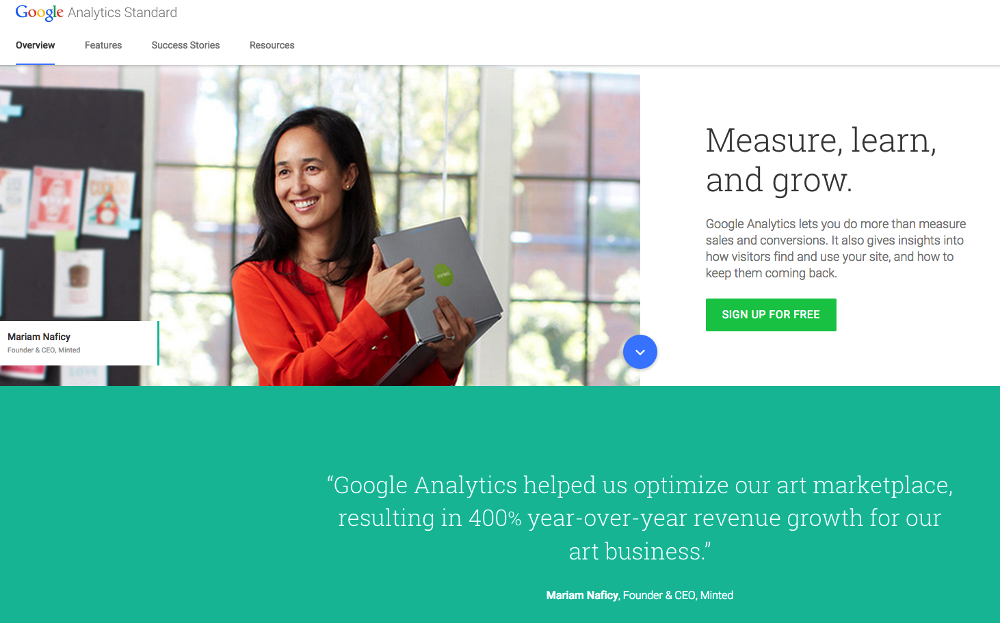 Google Analytics Standard
Overview Features Success Stories Resources
Measure, learn,
and grow.
Google Analytics lets you do more than measure
sales and conversions. It also gives insights into
how visitors find and use your site, and how to
keep them coming back.
SIGN UP FOR FREE
minted.
Mariam Naficy
Founder & CEO, Minted
“Google Analytics helped us optimize our art marketplace,
resulting in 400% year-over-year revenue growth for our
art business.”
Mariam Naficy, Founder & CEO, Minted